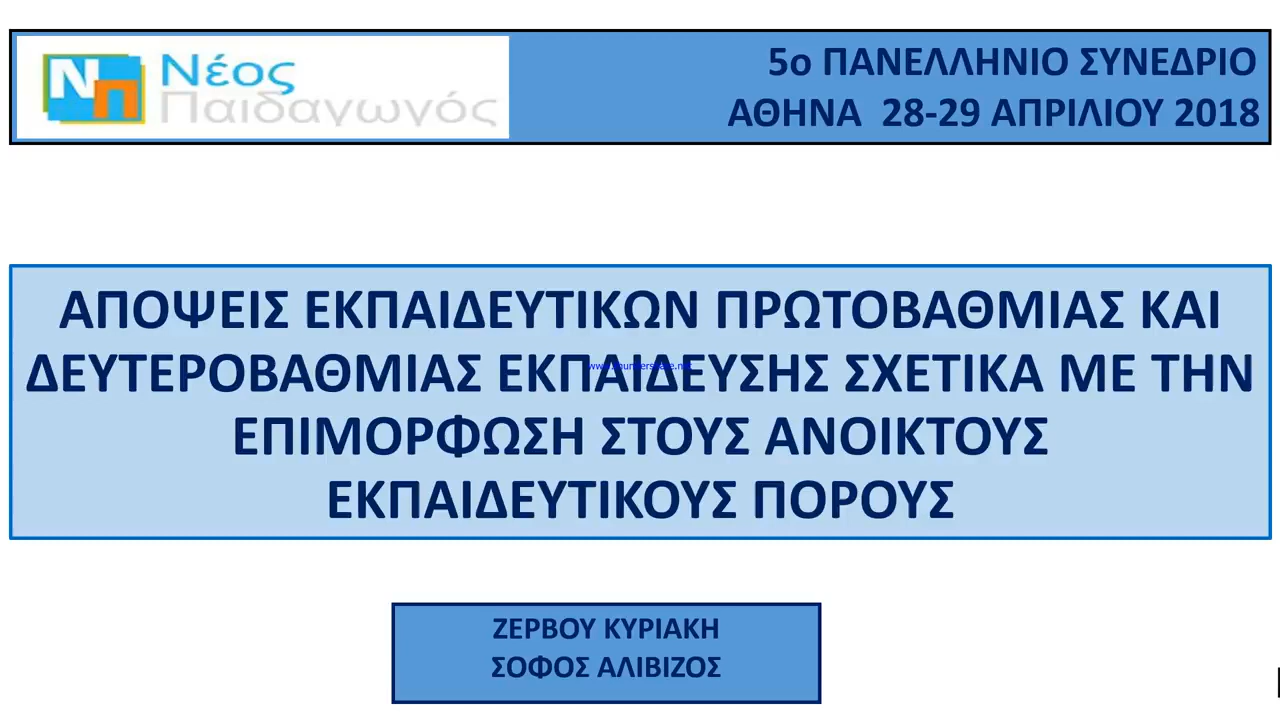 Νέος
Παιδαγωγός
5ο ΠΑΝΕΛΛΗΝΙΟ ΣΥΝΕΔΡΙΟ
ΑΘΗΝΑ 28-29 ΑΠΡΙΛΙΟΥ 2018
ΑΠΟΨΕΙΣ ΕΚΠΑΙΔΕΥΤΙΚΩΝ ΠΡΩΤΟΒΑΘΜΙΑΣ ΚΑΙ
ΔΕΥΤΕΡΟΒΑΘΜΙΑΣ ΕΚΠΑΙΔΕΥΣΗΣ ΣΧΕΤΙΚΑ ΜΕ ΤΗΝ
ΕΠΙΜΟΡΦΩΣΗ ΣΤΟΥΣ ΑΝΟΙΚΤΟΥΣ
ΕΚΠΑΙΔΕΥΤΙΚΟΥΣ ΠΟΡΟΥΣ
ΖΕΡΒΟΥ ΚΥΡΙΑΚΗ
ΣΟΦΟΣ ΑΛΙΒΙΖΟΣ